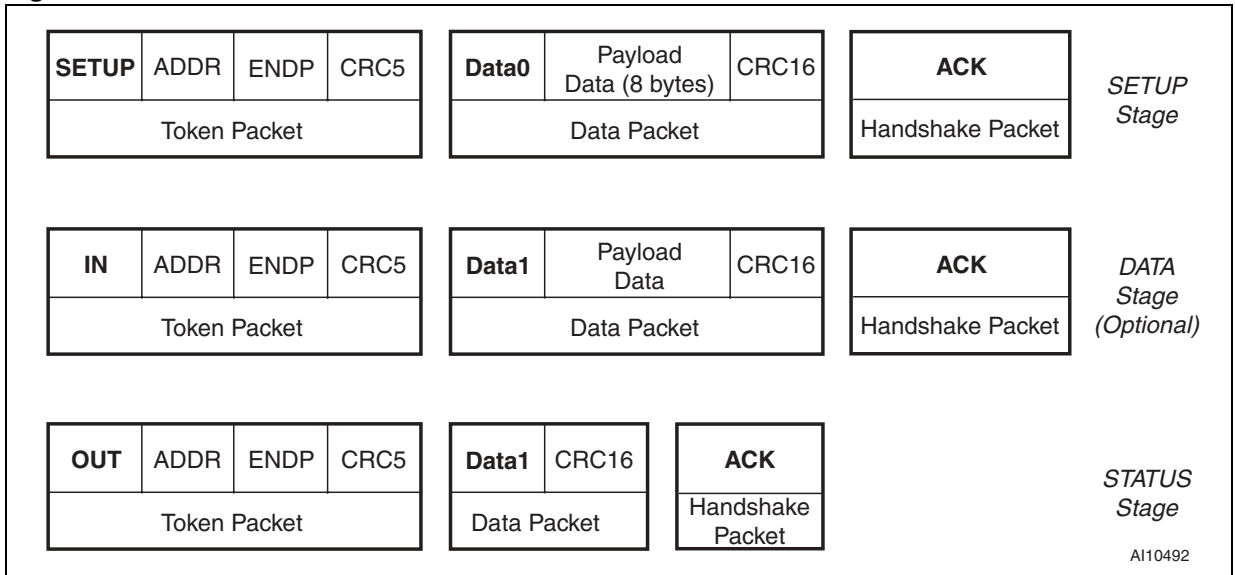 SETUP ADDR ENDP CRC5
Token Packet
Data0 Payload Data (8 bytes) CRC16
Data Packet
ACK
Handshake Packet
SETUP
Stage
IN ADDR ENDP CRC5
Token Packet
Data1 Payload Data CRC16
Data Packet
ACK
Handshake Packet
DATA
Stage
(Optional)
OUT ADDR ENDP CRC5
Token Packet
Data1 CRC16
Data Packet
ACK
Handshake
Packet
STATUS
Stage
AI10492